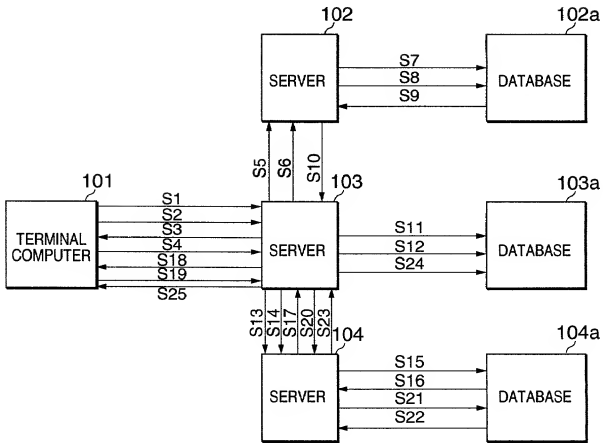 102
102a
SERVER
S7
S8
S9
DATABASE
S5
S6
S10
101
103
103a
TERMINAL
COMPUTER
S1
S2
S3
S4
S18
S19
S25
SERVER
S11
S12
S24
DATABASE
S13
S14
S17
S20
S23
104
104a
SERVER
S15
S16
S21
S22
DATABASE